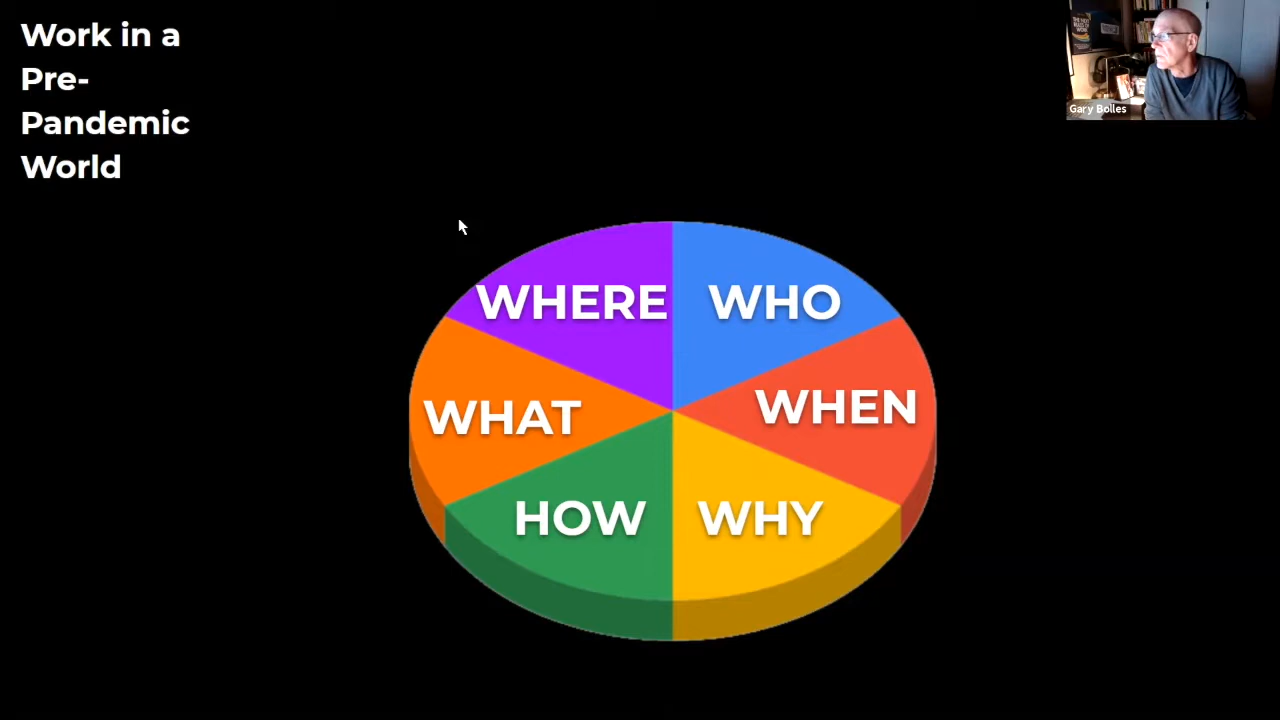 Work in a
Pre-
Pandemic
World
Gary Bolles
WHERE
WHO
WHAT
WHEN
HOW
WHY